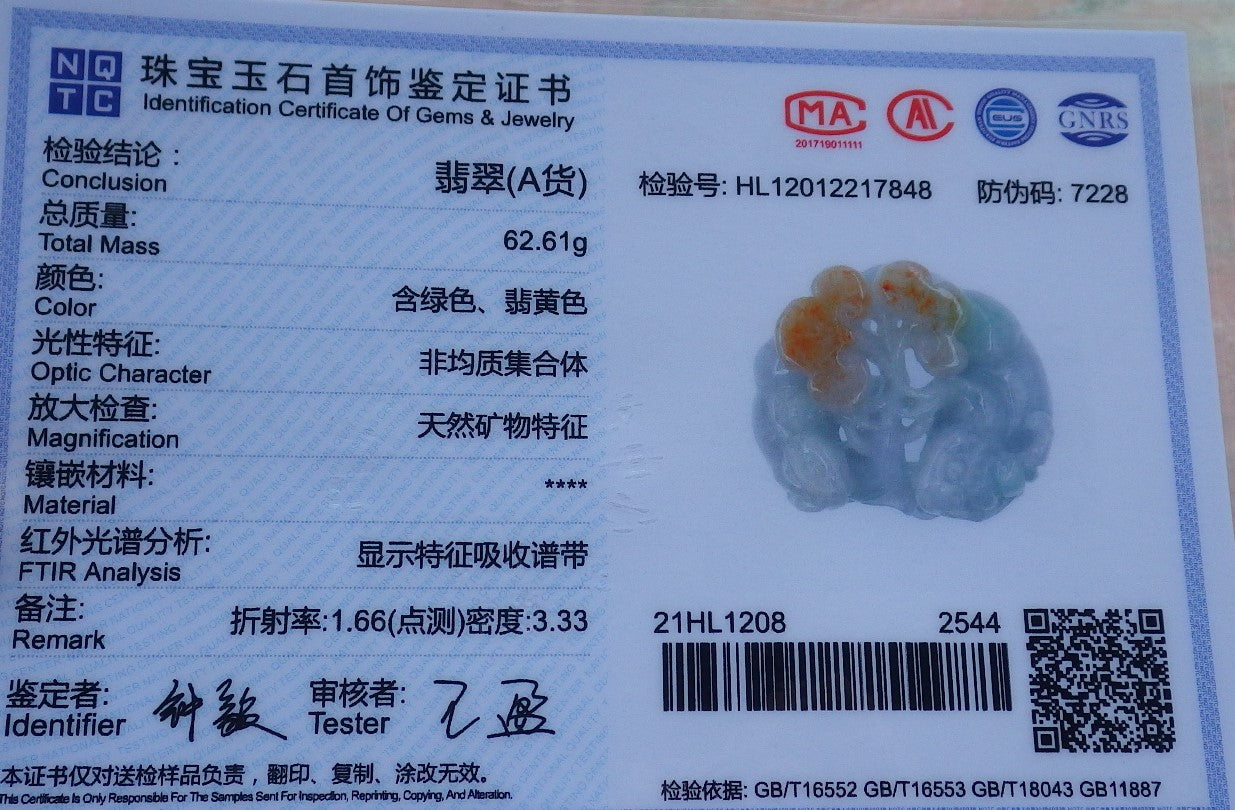 NQ
TC
珠宝玉石首饰鉴定证书
Identification Certificate Of Gems & Jewelry
检验结论：
Conclusion
翡翠(A货)
总质量:
Total Mass
62.61g
颜色:
Color
含绿色、翡黄色
光性特征:
Optic Character
非均质集合体
放大检查:
Magnification
天然矿物特征
镶嵌材料:
Material
****
红外光谱分析:
FTIR Analysis
显示特征吸收谱带
备注:
Remark
折射率:1.66(点测)密度:3.33
鉴定者:
Identifier
审核者:
Tester
本证书仅对送检样品负责，翻印、复制、涂改无效。
This Certificate Is Only Responsible For The Samples Sent For Inspection, Reprinting, Copying, And Alteration.
MA
201719011111
GNRS
检验号: HL12012217848 防伪码: 7228
21HL1208 2544
检验依据: GB/T16552 GB/T16553 GB/T18043 GB11887